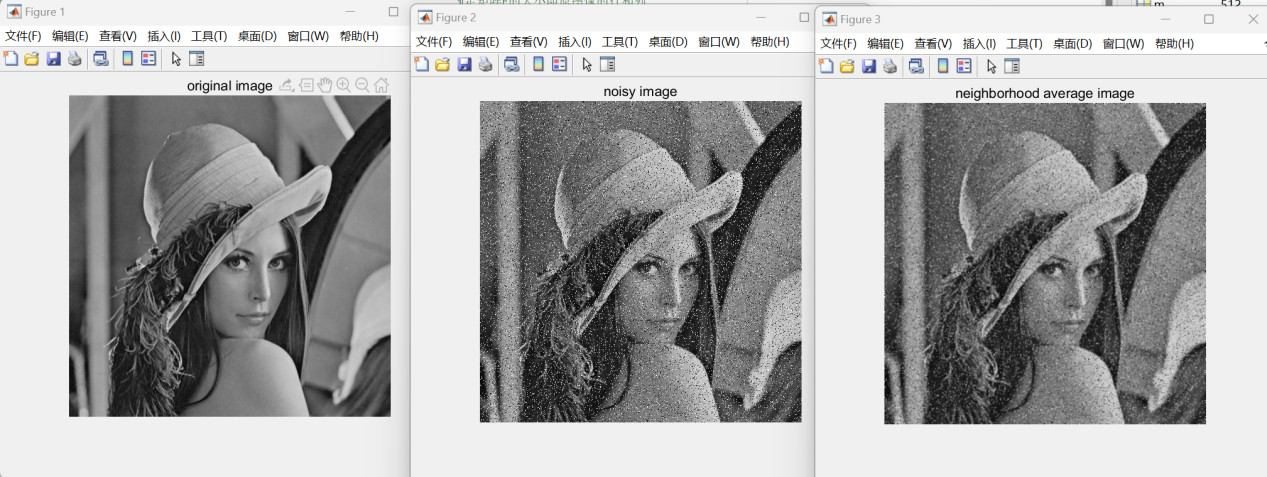 Figure 1
文件(F) 编辑(E) 查看(V) 插入(I) 工具(T) 桌面(D) 窗口(W) 帮助(H)
original image
Figure 2
文件(F) 编辑(E) 查看(V) 插入(I) 工具(T) 桌面(D) 窗口(W) 帮助(H)
noisy image
m 512
Figure 3
文件(F) 编辑(E) 查看(V) 插入(I) 工具(T) 桌面(D) 窗口(W) 帮助(H)
neighborhood average image